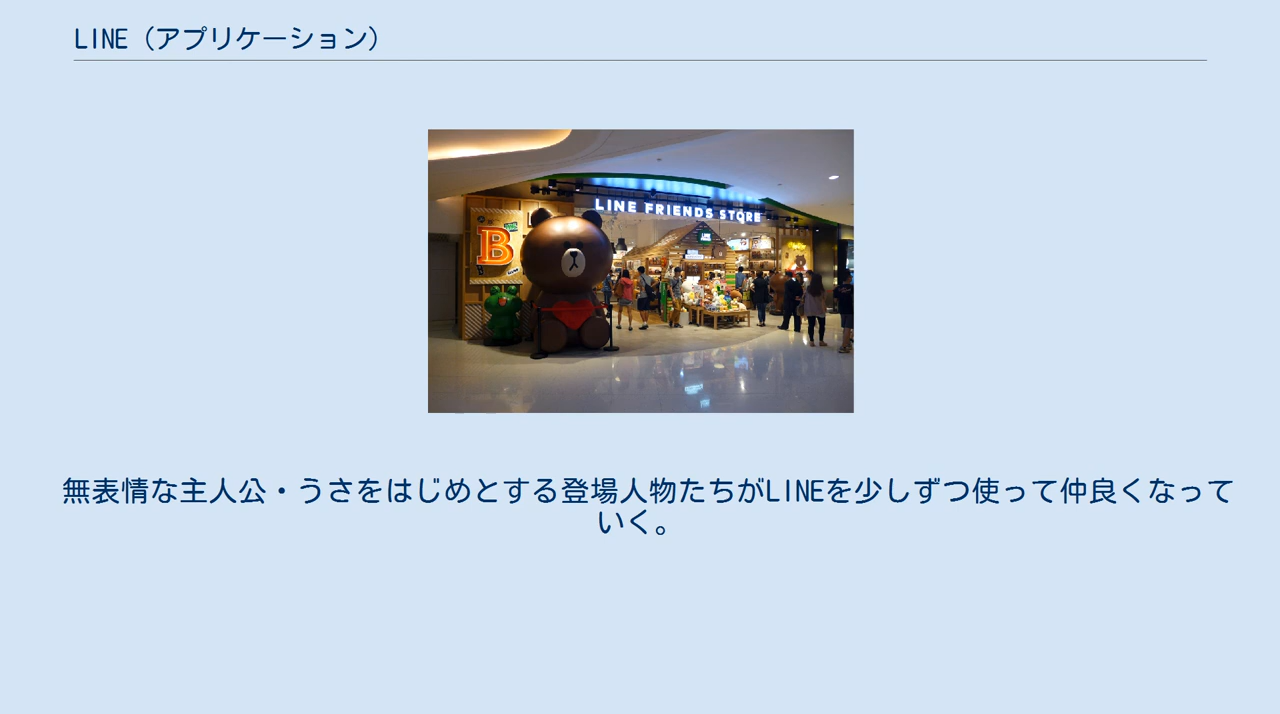 LINE（アプリケーション）
LINE FRIENDS STORE
B
無表情な主人公・うさをはじめとする登場人物たちがLINEを少しずつ使って仲良くなって
いく。